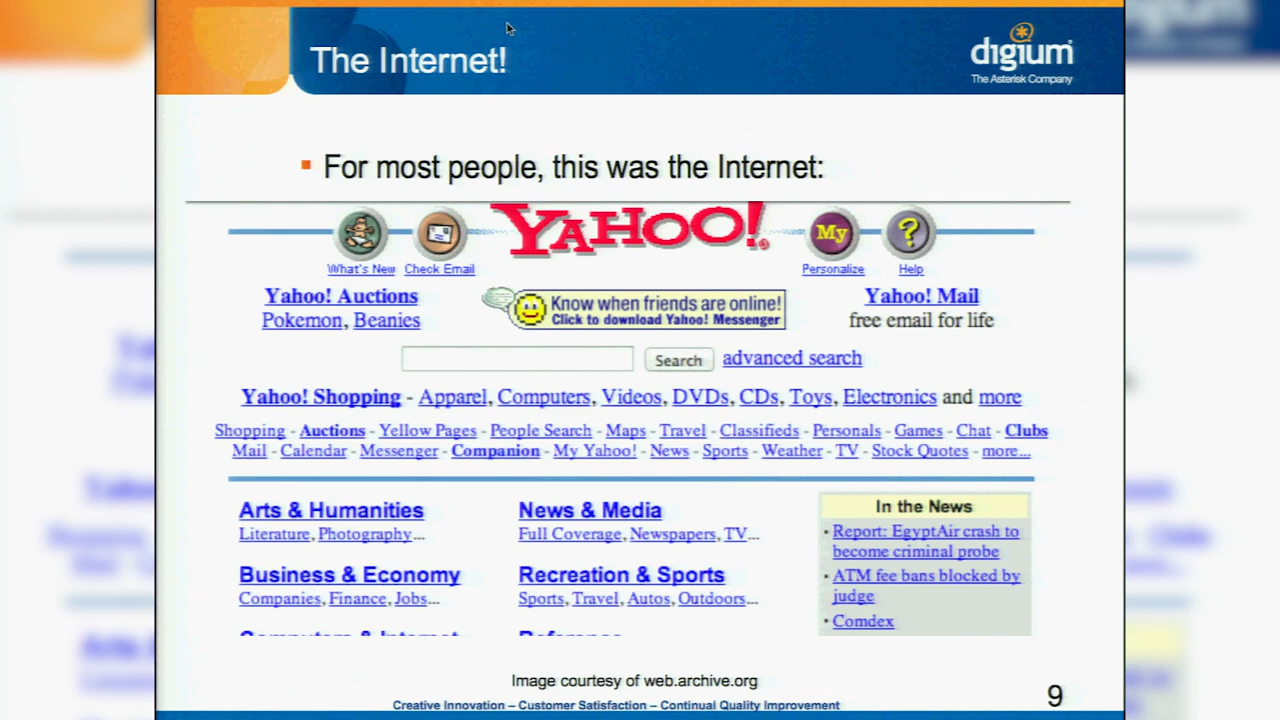 The Internet!
digium
The Asterisk Company
For most people, this was the Internet:
YAHOO!
My
?
What's New
Check Email
Personalize
Help
Yahoo! Auctions
Pokemon, Beanies
Know when friends are online!
Click to download Yahoo! Messenger
Yahoo! Mail
free email for life
Search
advanced search
Yahoo! Shopping - Apparel, Computers, Videos, DVDs, CDs, Toys, Electronics and more
Shopping - Auctions - Yellow Pages - People Search - Maps - Travel - Classifieds - Personals - Games - Chat - Clubs
Mail - Calendar - Messenger - Companion - My Yahoo! - News - Sports - Weather - TV - Stock Quotes - more...
Arts & Humanities
Literature, Photography...
News & Media
Full Coverage, Newspapers, TV...
Business & Economy
Companies, Finance, Jobs...
Recreation & Sports
Sports, Travel, Autos, Outdoors...
In the News
Report: EgyptAir crash to
become criminal probe
ATM fee bans blocked by
judge
Comdex
Image courtesy of web.archive.org
Creative Innovation – Customer Satisfaction – Continual Quality Improvement
9